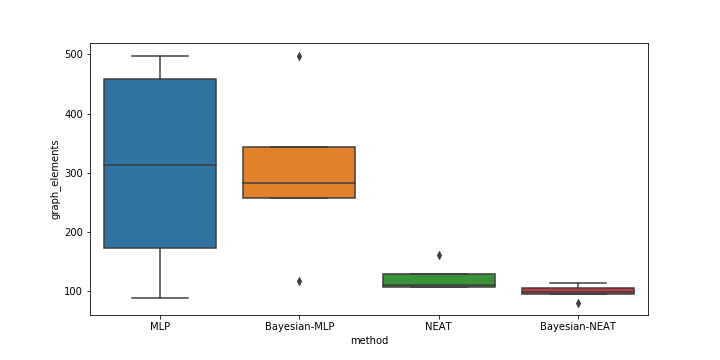 500
400
300
200
100
graph_elements
MLP
Bayesian-MLP
NEAT
Bayesian-NEAT
method